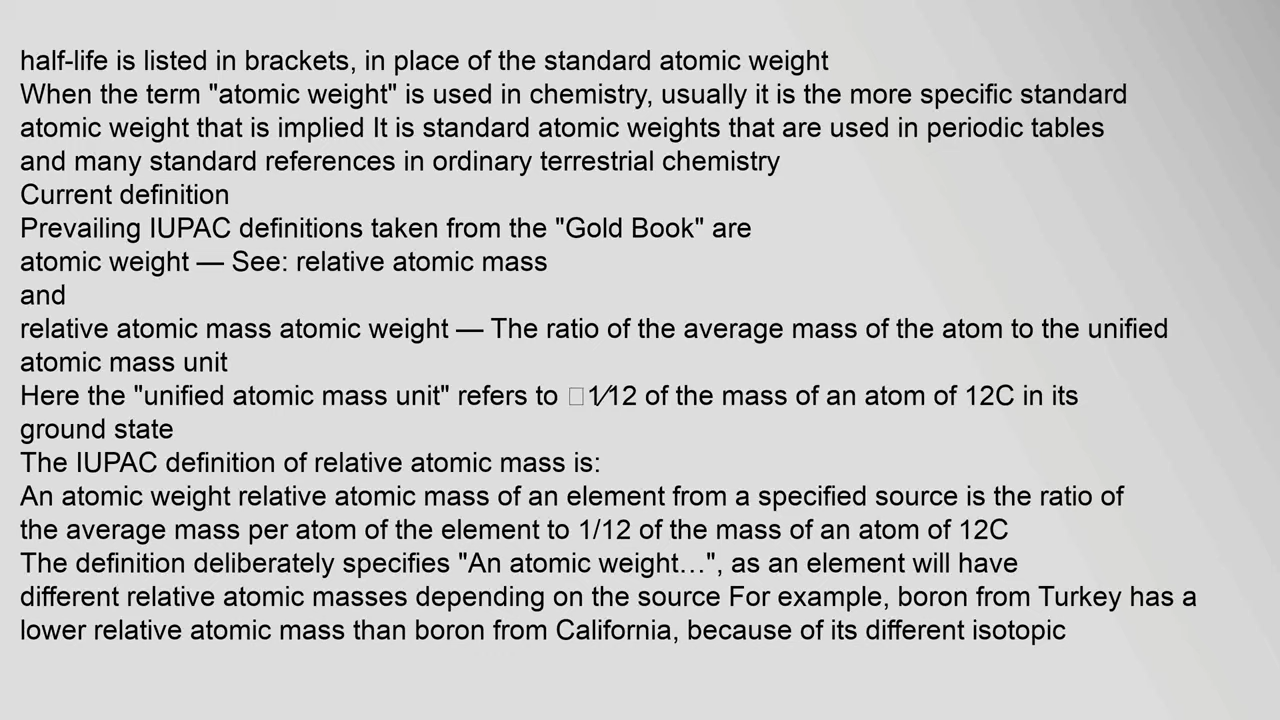 half-life is listed in brackets, in place of the standard atomic weight
When the term "atomic weight" is used in chemistry, usually it is the more specific standard
atomic weight that is implied It is standard atomic weights that are used in periodic tables
and many standard references in ordinary terrestrial chemistry
Current definition
Prevailing IUPAC definitions taken from the "Gold Book" are
atomic weight — See: relative atomic mass
and
relative atomic mass atomic weight — The ratio of the average mass of the atom to the unified
atomic mass unit
Here the "unified atomic mass unit" refers to □1⁄12 of the mass of an atom of 12C in its
ground state
The IUPAC definition of relative atomic mass is:
An atomic weight relative atomic mass of an element from a specified source is the ratio of
the average mass per atom of the element to 1/12 of the mass of an atom of 12C
The definition deliberately specifies "An atomic weight…", as an element will have
different relative atomic masses depending on the source For example, boron from Turkey has a
lower relative atomic mass than boron from California, because of its different isotopic